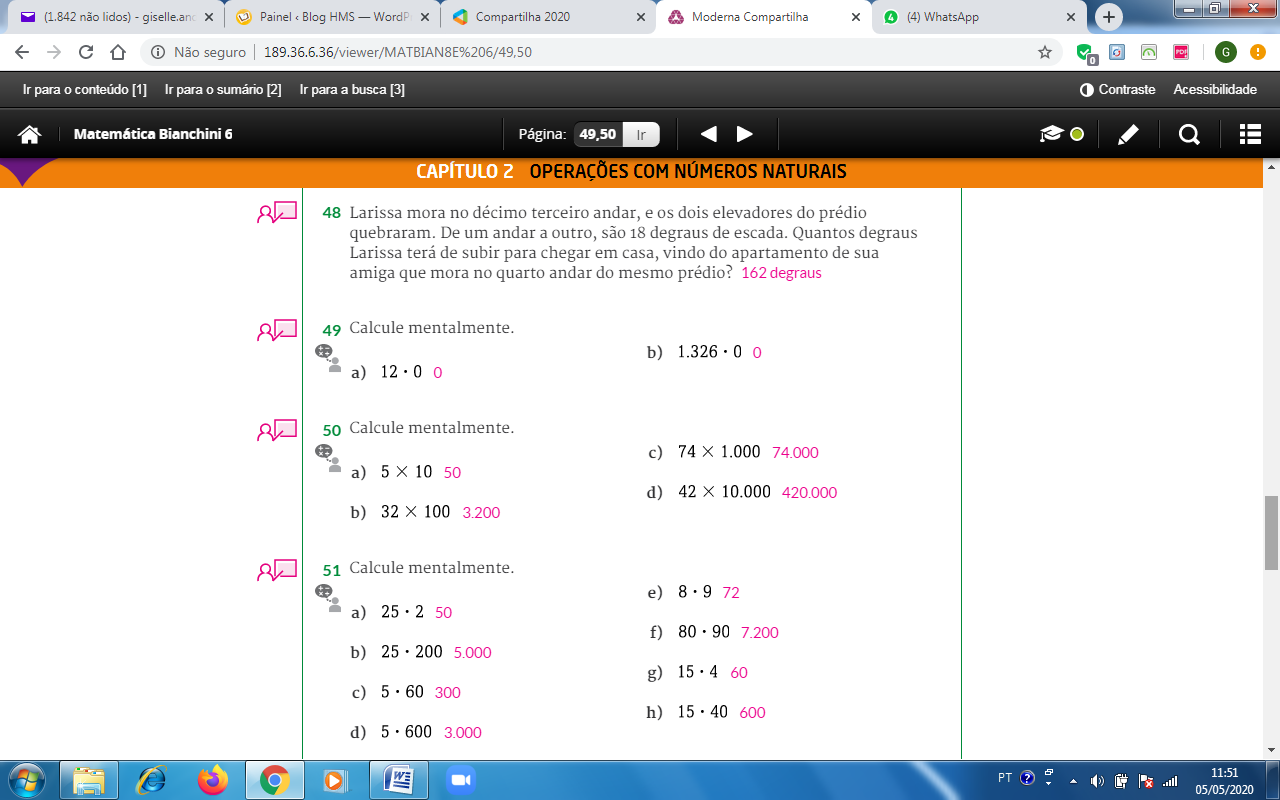 (1.842 não lidos) - giselle.anc
Painel ‹ Blog HMS — WordP
Compartilha 2020
Moderna Compartilha
(4) WhatsApp
Não seguro | 189.36.6.36/viewer/MATBIAN8E%206/49,50
Ir para o conteúdo [1] Ir para o sumário [2] Ir para a busca [3] Contraste Acessibilidade
Matemática Bianchini 6 Página: 49,50 Ir
CAPÍTULO 2 OPERAÇÕES COM NÚMEROS NATURAIS
48 Larissa mora no décimo terceiro andar, e os dois elevadores do prédio
quebraram. De um andar a outro, são 18 degraus de escada. Quantos degraus
Larissa terá de subir para chegar em casa, vindo do apartamento de sua
amiga que mora no quarto andar do mesmo prédio? 162 degraus
49 Calcule mentalmente.
a) 12 · 0 0
b) 1.326 · 0 0
50 Calcule mentalmente.
a) 5 × 10 50
b) 32 × 100 3.200
c) 74 × 1.000 74.000
d) 42 × 10.000 420.000
51 Calcule mentalmente.
a) 25 · 2 50
b) 25 · 200 5.000
c) 5 · 60 300
d) 5 · 600 3.000
e) 8 · 9 72
f) 80 · 90 7.200
g) 15 · 4 60
h) 15 · 40 600
PT 11:51
05/05/2020